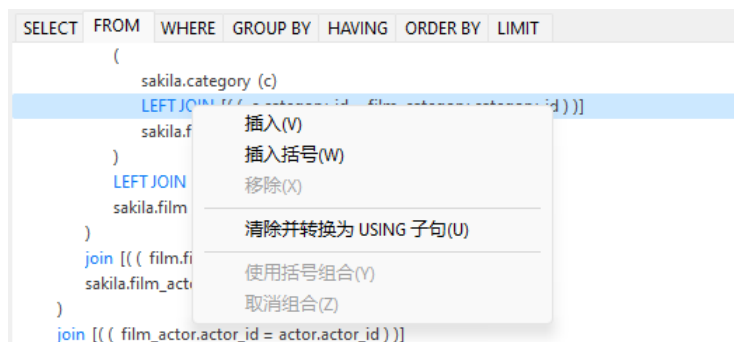 SELECT FROM WHERE GROUP BY HAVING ORDER BY LIMIT
(
sakila.category (c)
LEFT JOIN
插入(V)
sakila.f
插入括号(W)
)
移除(X)
LEFT JOIN
sakila.film
清除并转换为 USING 子句(U)
)
join [( ( film.fi
使用括号组合(Y)
sakila.film_act
取消组合(Z)
)
join [( ( film_actor.actor_id = actor.actor_id ) )]